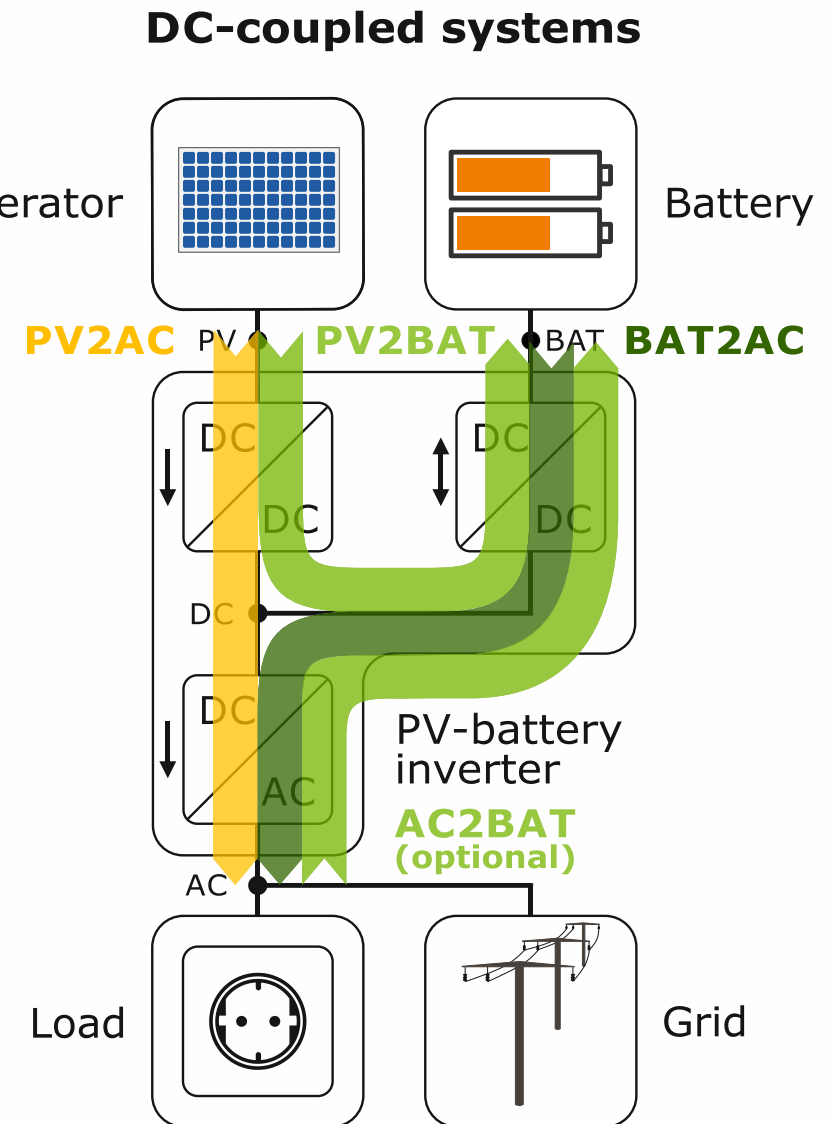 DC-coupled systems
erator
Battery
PV2AC
PV
PV2BAT
BAT
BAT2AC
DC
DC
DC
DC
DC
DC
AC
PV-battery
inverter
AC2BAT
(optional)
AC
Load
Grid